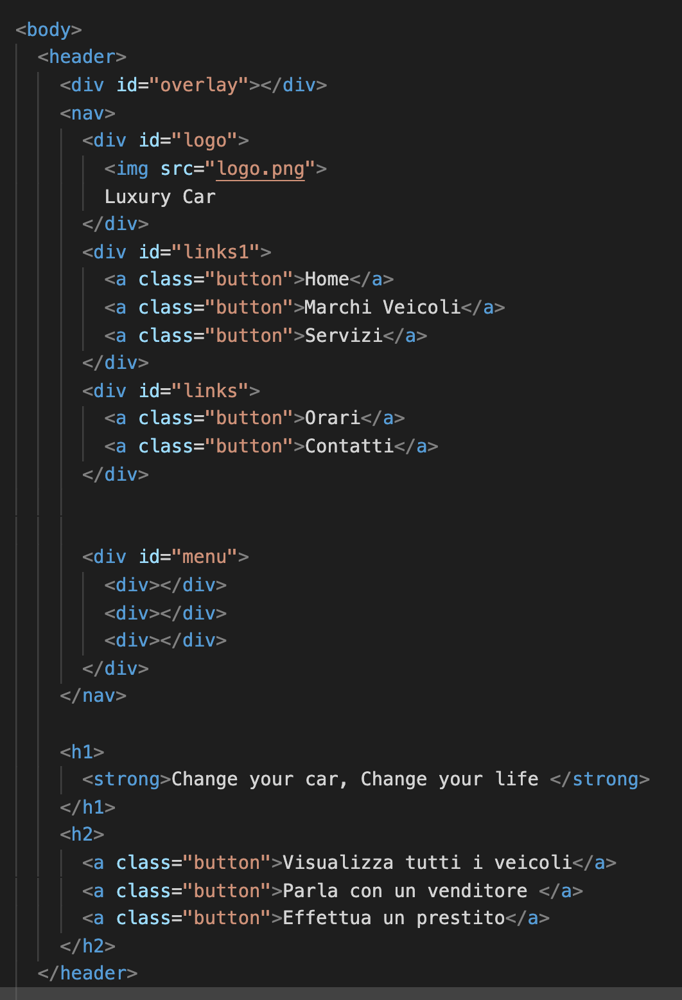 <body>
<header>
<div id="overlay"></div>
<nav>
<div id="logo">
<img src="logo.png">
Luxury Car
</div>
<div id="links1">
<a class="button">Home</a>
<a class="button">Marchi Veicoli</a>
<a class="button">Servizi</a>
</div>
<div id="links">
<a class="button">Orari</a>
<a class="button">Contatti</a>
</div>
<div id="menu">
<div></div>
<div></div>
<div></div>
</div>
</nav>
<h1>
<strong>Change your car, Change your life </strong>
</h1>
<h2>
<a class="button">Visualizza tutti i veicoli</a>
<a class="button">Parla con un venditore </a>
<a class="button">Effettua un prestito</a>
</h2>
</header>